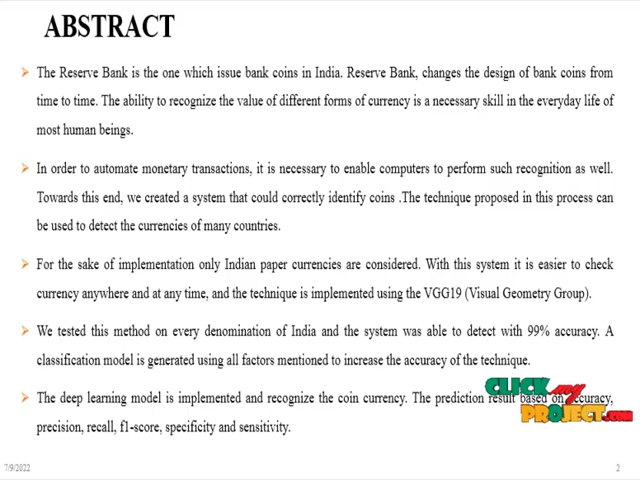 ABSTRACT
The Reserve Bank is the one which issue bank coins in India. Reserve Bank, changes the design of bank coins from
time to time. The ability to recognize the value of different forms of currency is a necessary skill in the everyday life of
most human beings.
In order to automate monetary transactions, it is necessary to enable computers to perform such recognition as well.
Towards this end, we created a system that could correctly identify coins .The technique proposed in this process can
be used to detect the currencies of many countries.
For the sake of implementation only Indian paper currencies are considered. With this system it is easier to check
currency anywhere and at any time, and the technique is implemented using the VGG19 (Visual Geometry Group).
We tested this method on every denomination of India and the system was able to detect with 99% accuracy. A
classification model is generated using all factors mentioned to increase the accuracy of the technique.
The deep learning model is implemented and recognize the coin currency. The prediction result based on accuracy,
precision, recall, f1-score, specificity and sensitivity.
CLICK my
PROJECT.com
7/9/2022
2